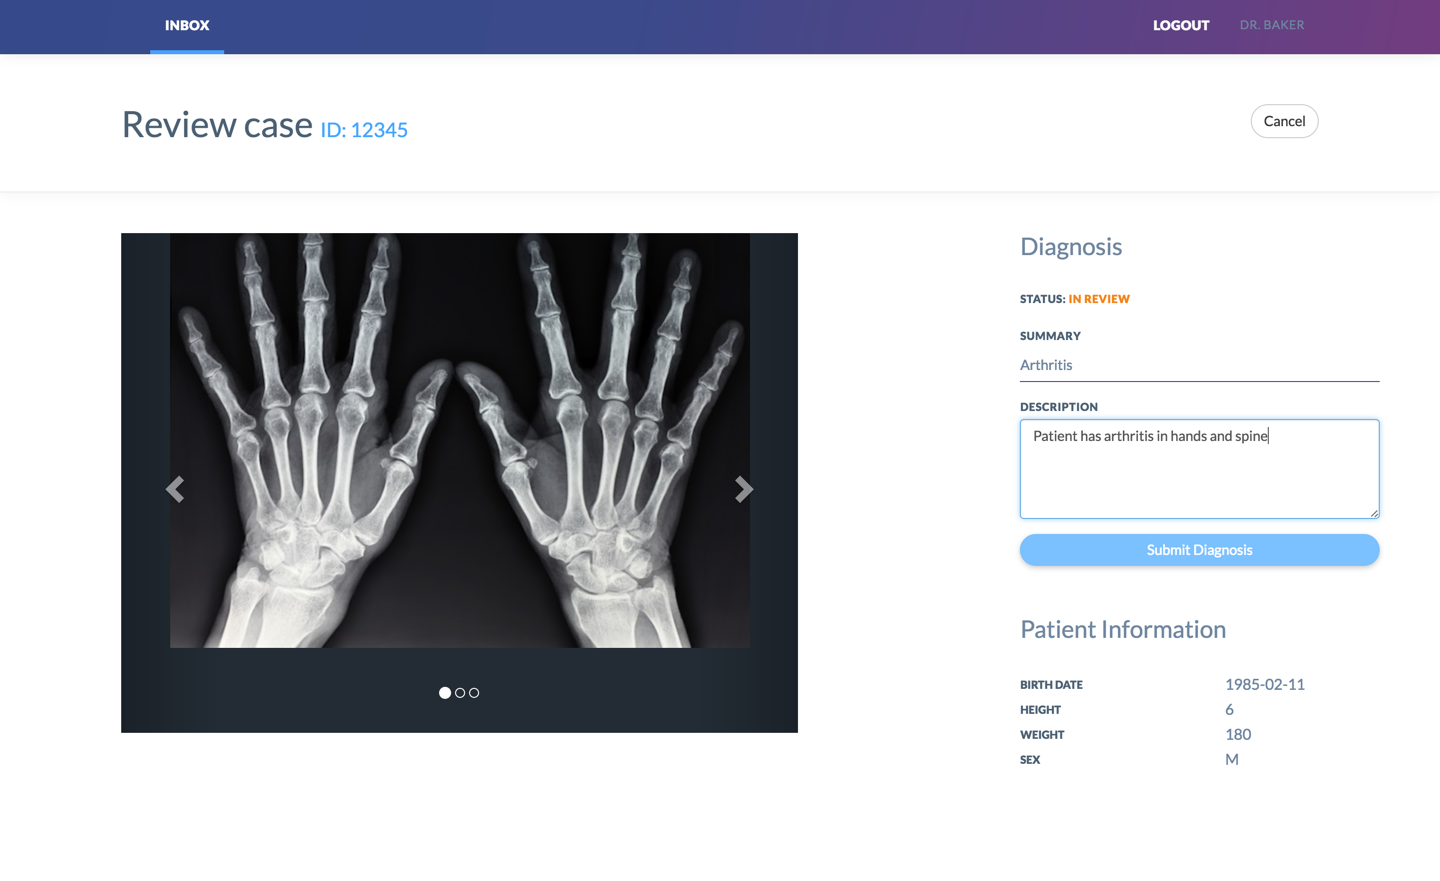 INBOX
LOGOUT
DR. BAKER
Review case ID: 12345
Cancel
Diagnosis
STATUS: IN REVIEW
SUMMARY
Arthritis
DESCRIPTION
Patient has arthritis in hands and spine
Submit Diagnosis
Patient Information
BIRTH DATE 1985-02-11
HEIGHT 6
WEIGHT 180
SEX M